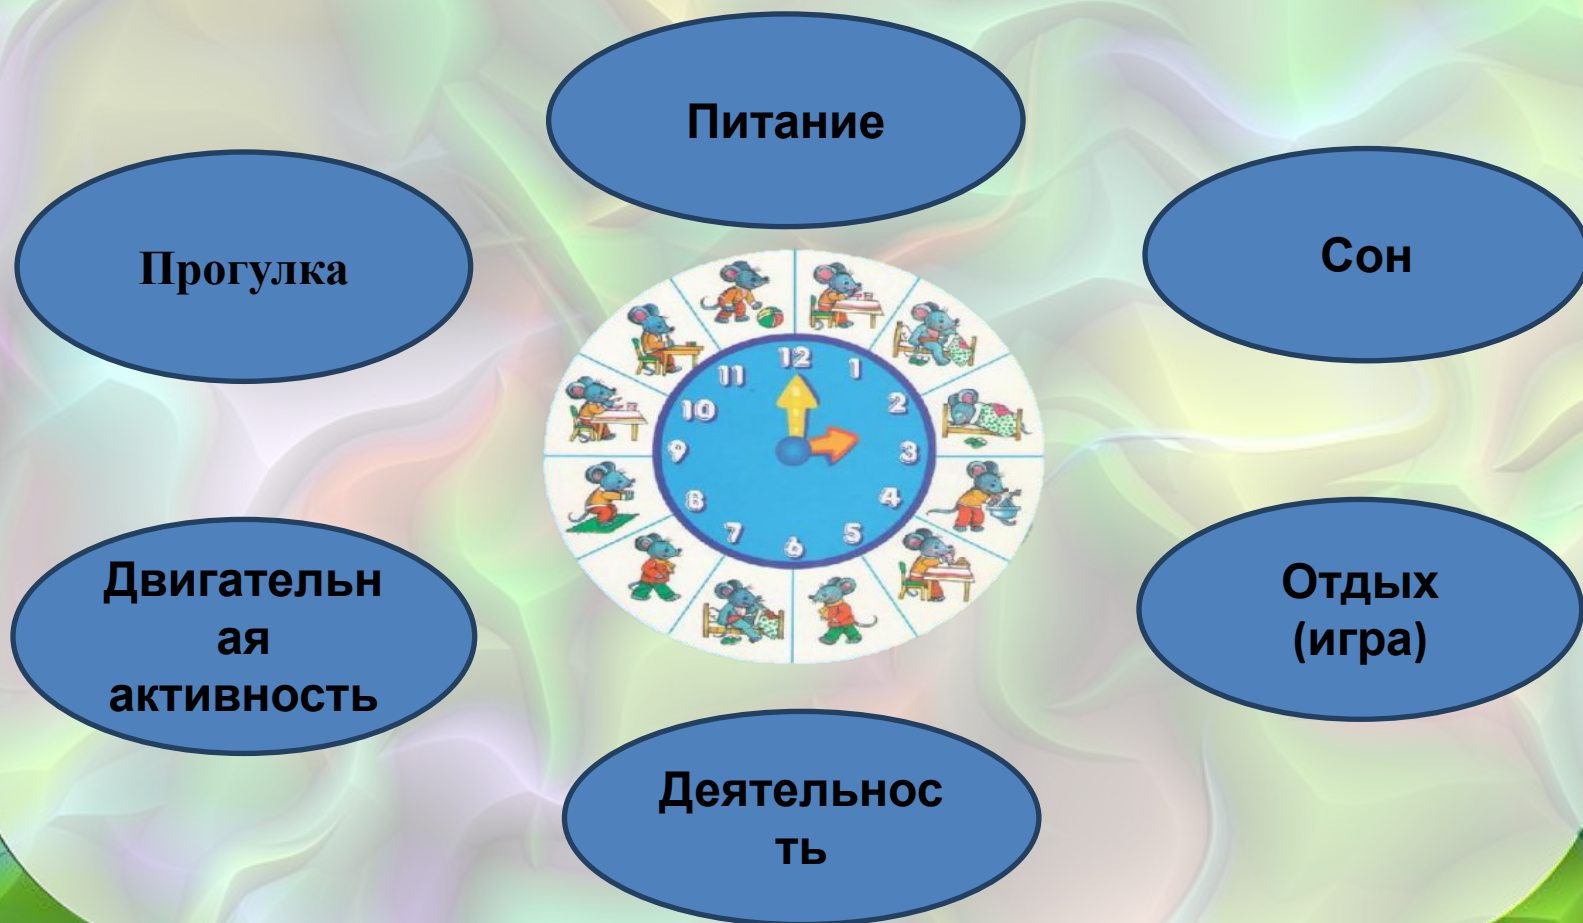 Питание
Прогулка
Сон
12
11
1
10
2
9
3
8
4
7
5
6
Двигательн
ая
активность
Отдых
(игра)
Деятельнос
ть